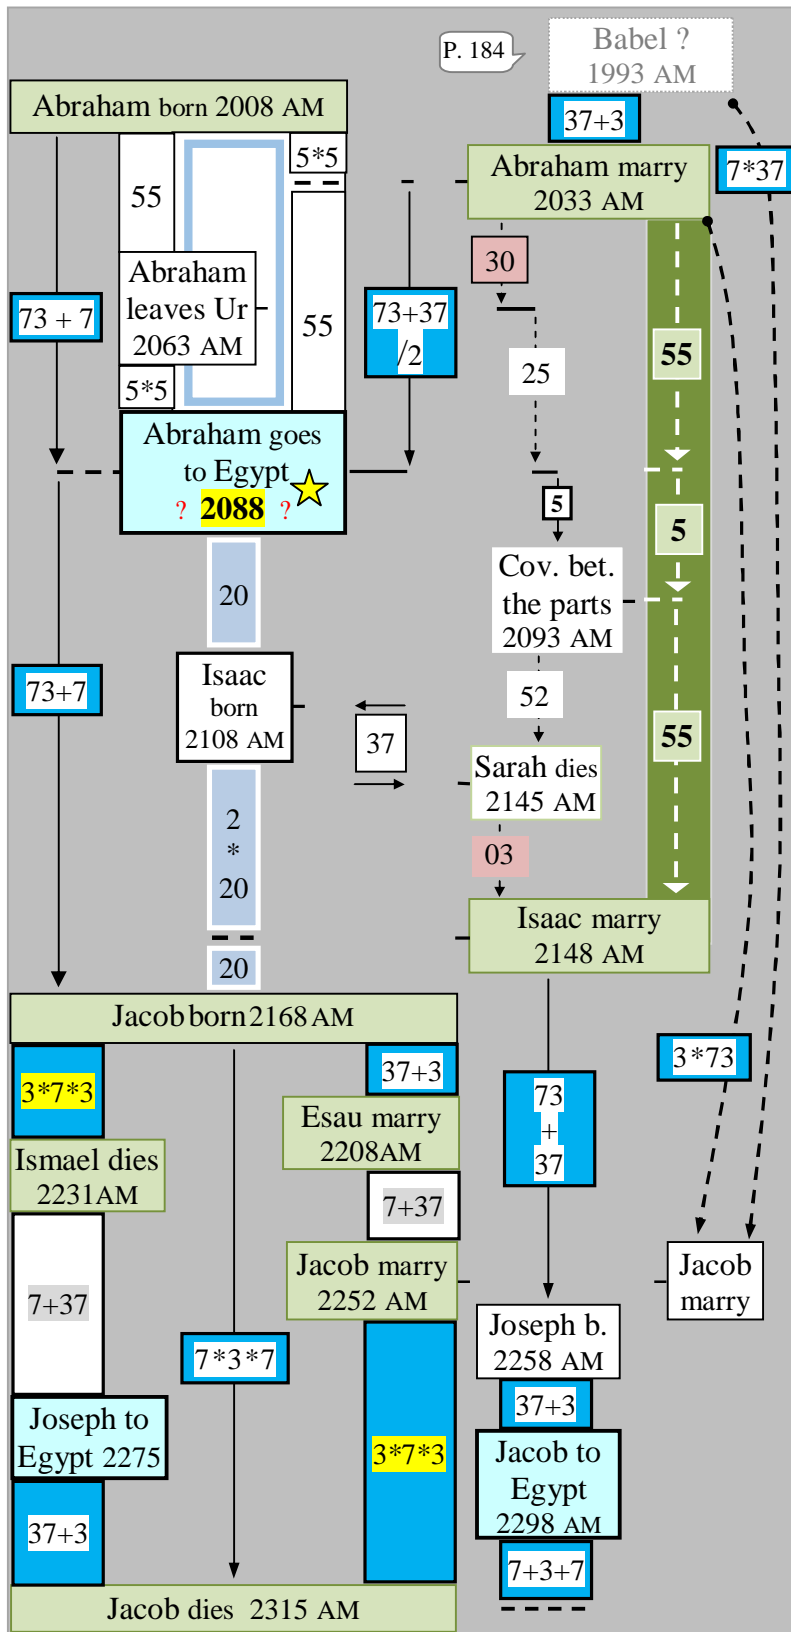 P. 184
Babel ?
1993 AM
Abraham born 2008 AM
37+3
5*5
7*37
Abraham marry
2033 AM
55
30
Abraham
leaves Ur
2063 AM
55
73 + 7
73+37
/2
55
25
5*5
Abraham goes
to Egypt
? 2088 ?
5
5
20
Cov. bet.
the parts
2093 AM
73+7
Isaac
born
2108 AM
52
37
55
Sarah dies
2145 AM
2
*
20
03
Isaac marry
2148 AM
20
Jacob born 2168 AM
3*73
37+3
3*7*3
73
+
37
Esau marry
2208AM
Ismael dies
2231AM
7+37
Jacob marry
2252 AM
Jacob
marry
7+37
Joseph b.
2258 AM
7*3*7
37+3
Joseph to
Egypt 2275
3*7*3
Jacob to
Egypt
2298 AM
37+3
7+3+7
Jacob dies 2315 AM